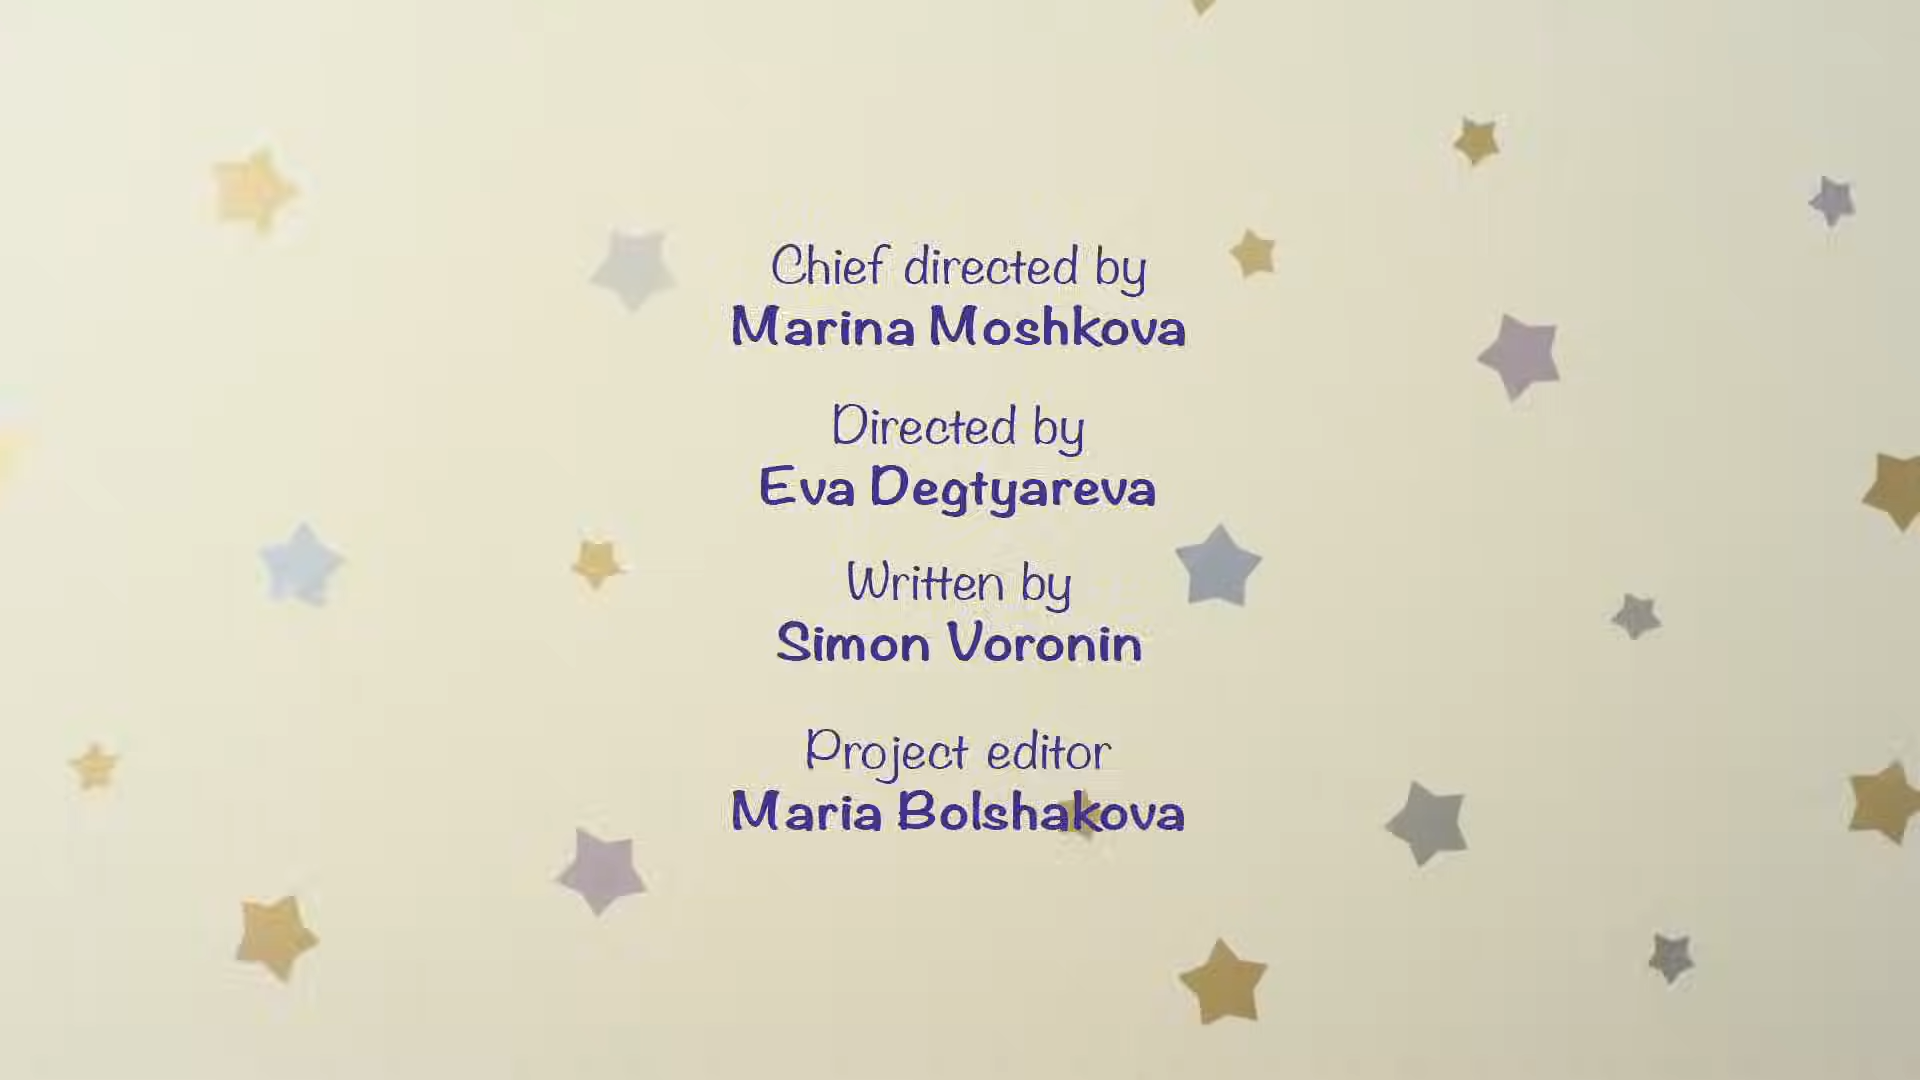 Chief directed by
Marina Moshkova
Directed by
Eva Degtyareva
Written by
Simon Voronin
Project editor
Maria Bolshakova